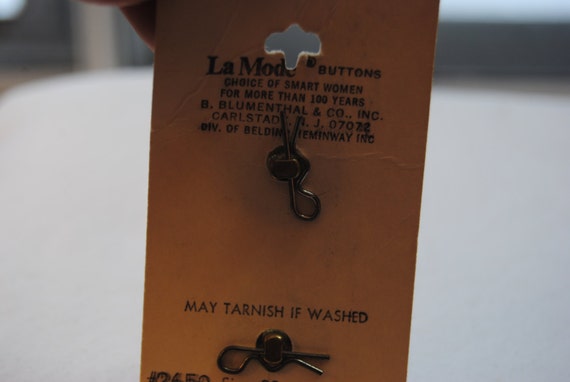 La Mode ® BUTTONS
CHOICE OF SMART WOMEN
FOR MORE THAN 100 YEARS
B. BLUMENTHAL & CO., INC.
CARLSTADT, N. J. 07072
DIV. OF BELDING HEMINWAY INC
MAY TARNISH IF WASHED